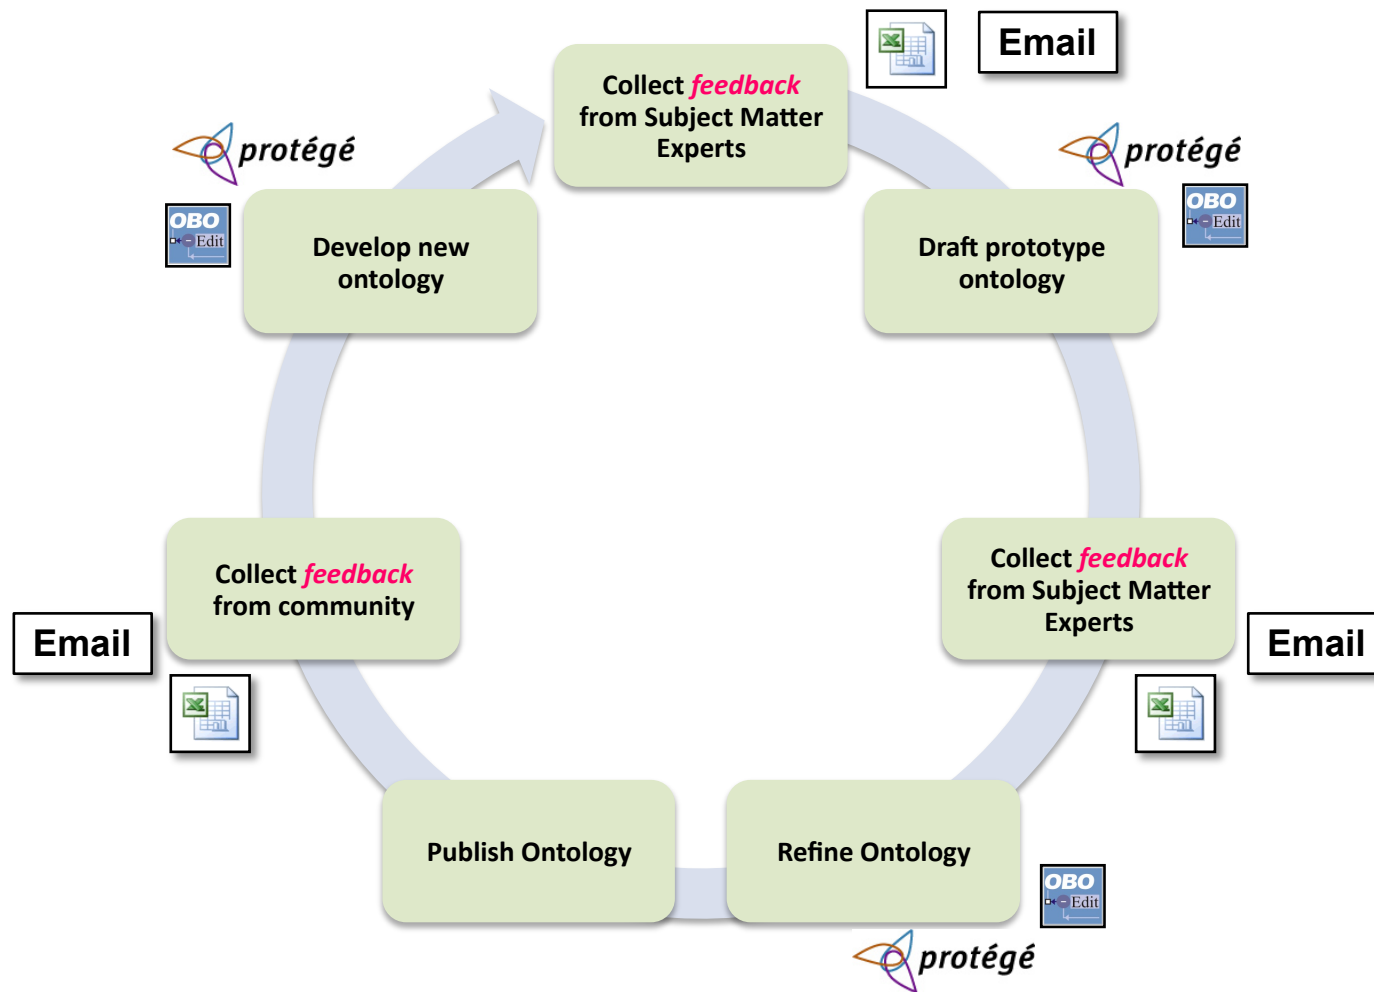 Email
Collect feedback
from Subject Matter
Experts
protégé
OBO
Edit
Draft prototype
ontology
Collect feedback
from Subject Matter
Experts
Email
Refine Ontology
OBO
Edit
protégé
Publish Ontology
Collect feedback
from community
Email
protégé
OBO
Edit
Develop new
ontology